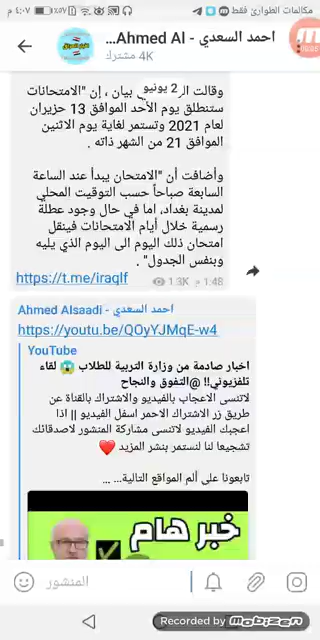 مكالمات الطوارئ فقط
٥٧٪
٤:٠٧ م
احمد السعدي - Ahmed Al...
4K مشترك
2 يونيو
بيان ، إن "الامتحانات
ستنطلق يوم الأحد الموافق 13 حزيران
لعام 2021 وتستمر لغاية يوم الاثنين
الموافق 21 من الشهر ذاته .
وأضافت أن "الامتحان يبدأ عند الساعة
السابعة صباحاً حسب التوقيت المحلي
لمدينة بغداد، اما في حال وجود عطلة
رسمية خلال أيام الامتحانات فينقل
امتحان ذلك اليوم الى اليوم الذي يليه
وبنفس الجدول" .
https://t.me/iraqlf
1.3K
1:48 م
Ahmed Alsaadi - احمد السعدي
https://youtu.be/QOyYJMqE-w4
YouTube
اخبار صادمة من وزارة التربية للطلاب 😱 لقاء
تلفزيوني!! @التفوق والنجاح
لاتنسى الاعجاب بالفيديو والاشتراك بالقناة عن
طريق زر الاشتراك الاحمر اسفل الفيديو || اذا
اعجبك الفيديو لاتنسى مشاركة المنشور لاصدقائك
تشجيعا لنا لنستمر بنشر المزيد ❤️
تابعونا على ألم المواقع التالية... ...
خبر هام
المنشور
Recorded by Mobizen